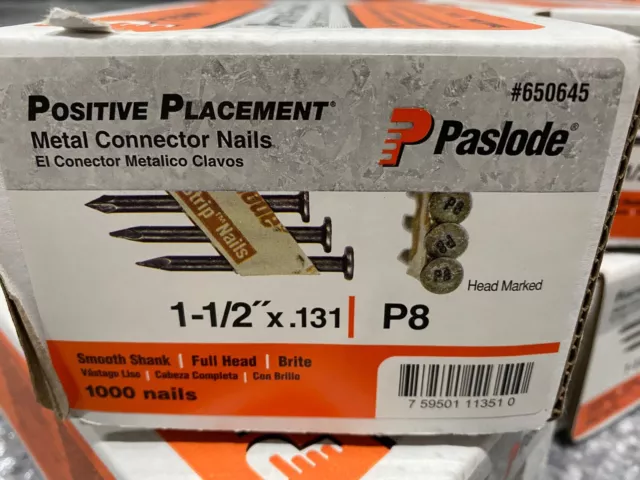 #650645
POSITIVE PLACEMENT®
Metal Connector Nails
EL CONECTOR METALICO CLAVOS
Paslode®
Strip™ Nails
P8
P8
P8
Head Marked
1-1/2" x .131 | P8
Smooth Shank | Full Head | Brite
Vástago Liso | Cabeza Completa | Con Brillo
1000 nails
7 59501 11351 0